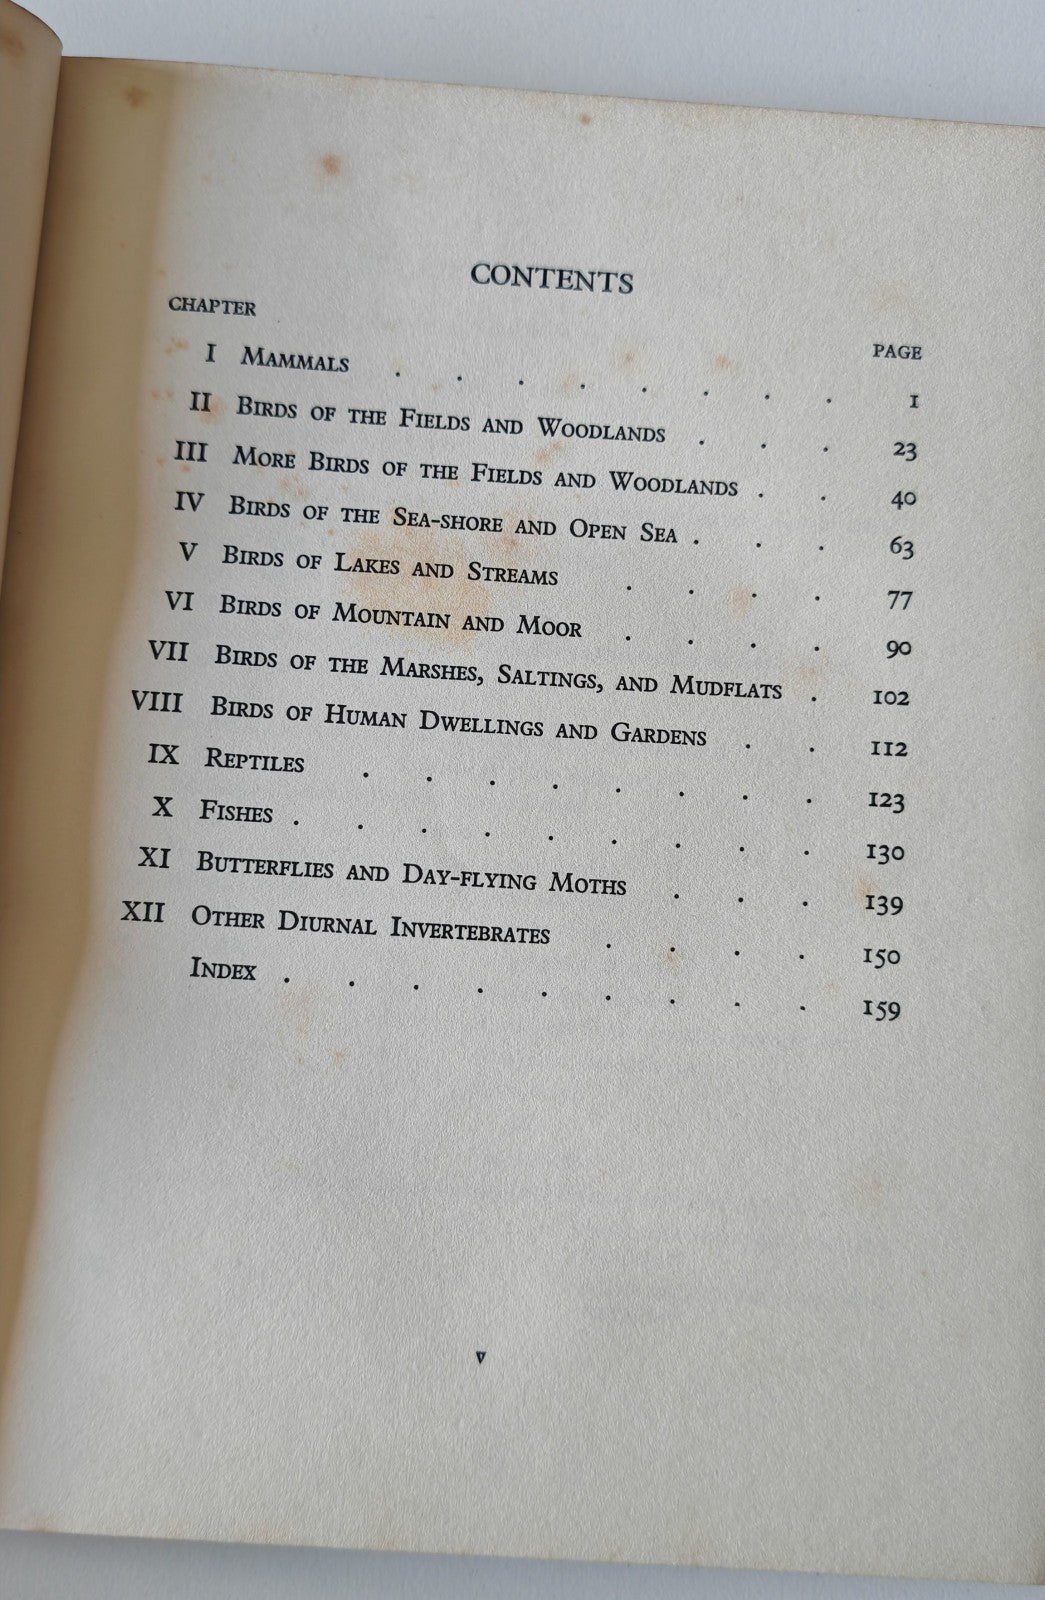 CONTENTS
CHAPTER PAGE
I Mammals . . . . . . . . 1
II Birds of the Fields and Woodlands . . . 23
III More Birds of the Fields and Woodlands . . 40
IV Birds of the Sea-shore and Open Sea . . . 63
V Birds of Lakes and Streams . . . . 77
VI Birds of Mountain and Moor . . . . 90
VII Birds of the Marshes, Saltings, and Mudflats . 102
VIII Birds of Human Dwellings and Gardens . . 112
IX Reptiles . . . . . . . . 123
X Fishes . . . . . . . . . 130
XI Butterflies and Day-flying Moths . . . 139
XII Other Diurnal Invertebrates . . . . 150
Index . . . . . . . . . 159
v